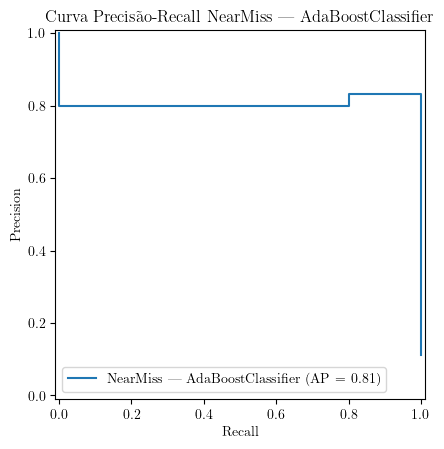 Curva Precisão-Recall NearMiss — AdaBoostClassifier
1.0
0.8
0.6
0.4
0.2
0.0
Precision
NearMiss — AdaBoostClassifier (AP = 0.81)
0.0 0.2 0.4 0.6 0.8 1.0
Recall